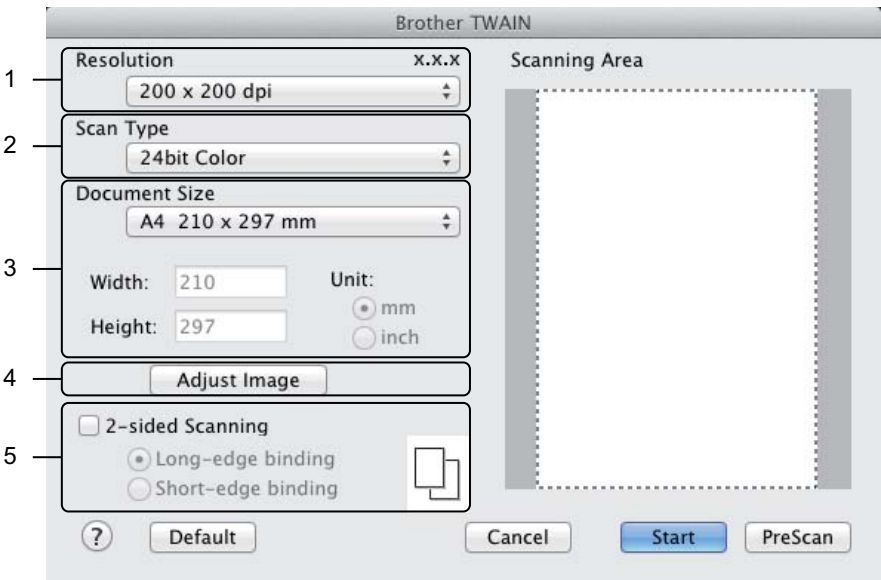 Brother TWAIN
1
Resolution x.x.x
200 x 200 dpi
2
Scan Type
24bit Color
3
Document Size
A4 210 x 297 mm
Width: 210
Height: 297
Unit:
mm
inch
4
Adjust Image
5
2-sided Scanning
Long-edge binding
Short-edge binding
Scanning Area
? Default Cancel Start PreScan